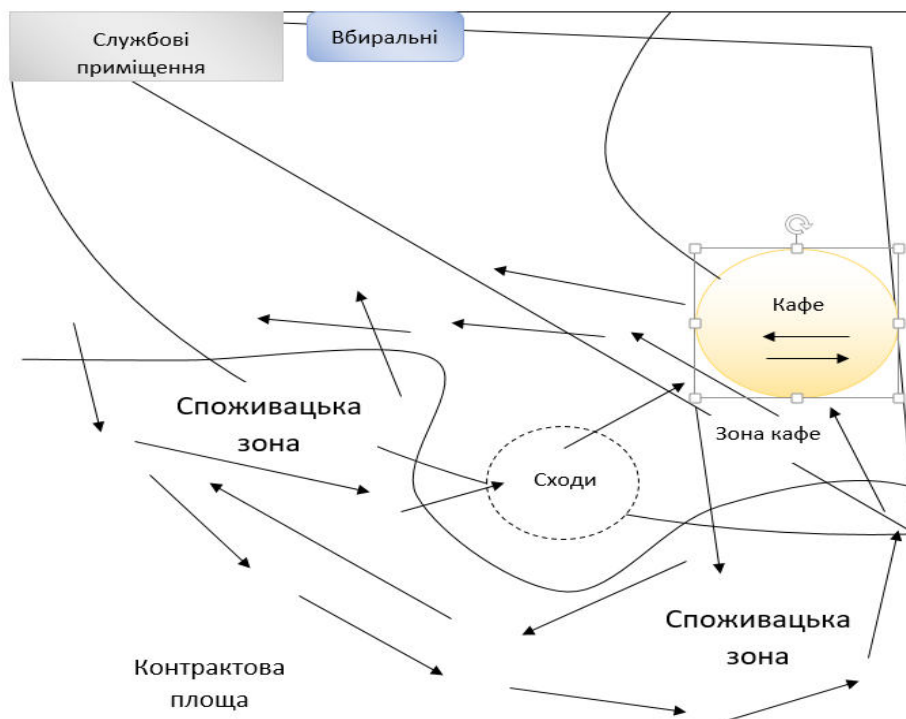 Службові
приміщення
Вбиральні
Кафе
Споживацька
зона
Зона кафе
Сходи
Споживацька
зона
Контрактова
площа